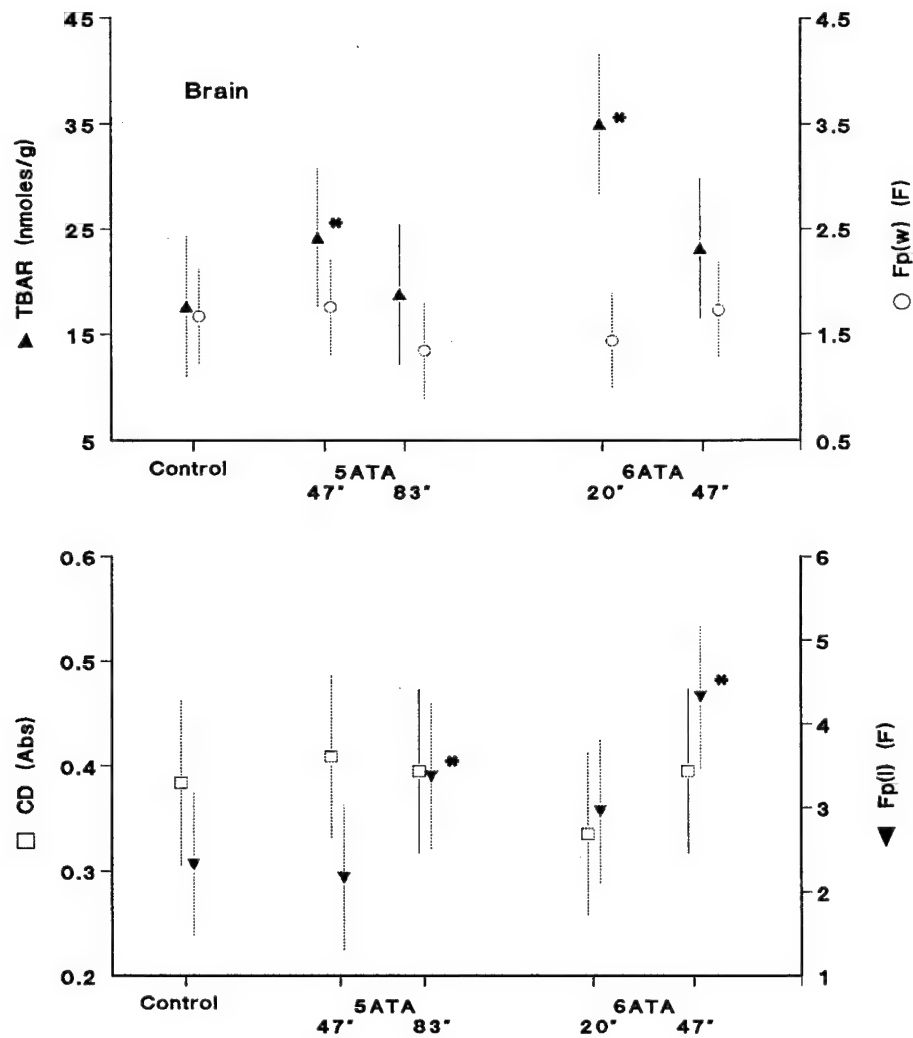 45
35
25
15
5
▲ TBAR (nmoles/g)
Brain
*
*
4.5
3.5
2.5
1.5
0.5
○ Fp(w) (F)
Control 5ATA 6ATA
47" 83" 20" 47"
0.6
0.5
0.4
0.3
0.2
□ CD (Abs)
*
*
6
5
4
3
2
1
▼ Fp(l) (F)
Control 5ATA 6ATA
47" 83" 20" 47"